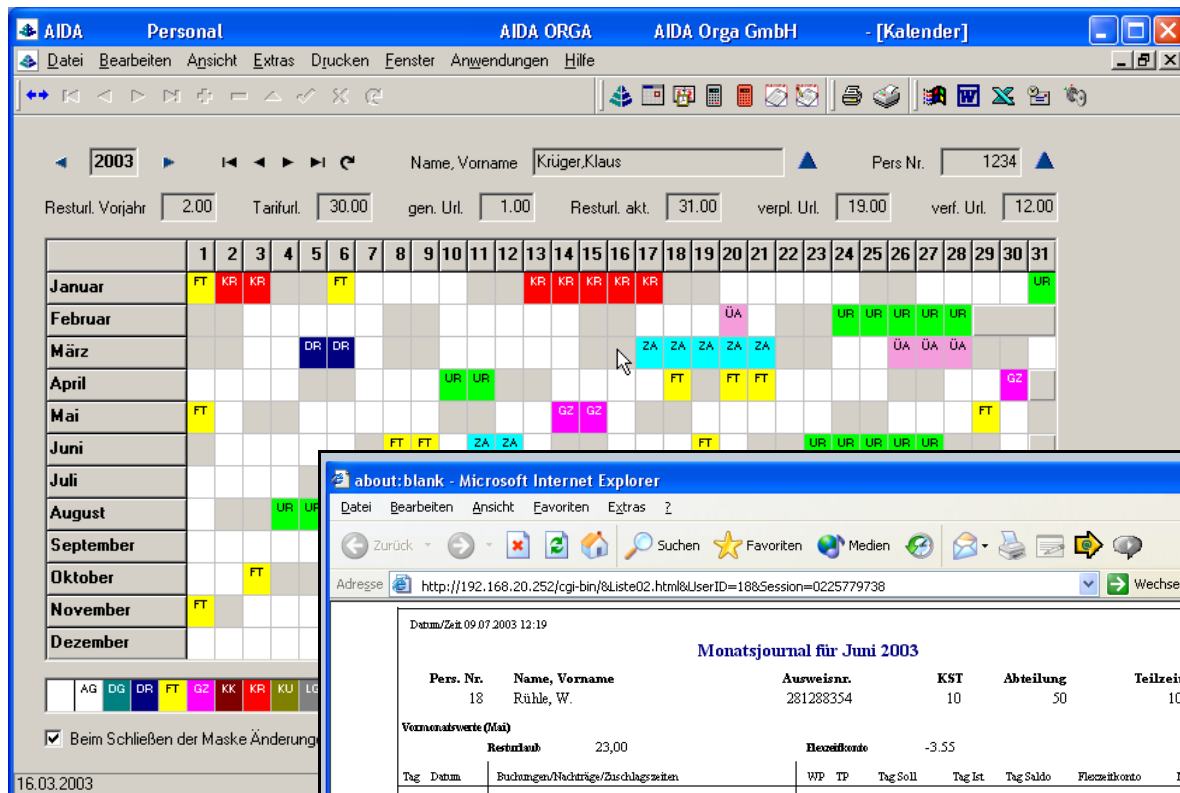 AIDA Personal AIDA ORGA AIDA Orga GmbH - [Kalender]
Datei Bearbeiten Ansicht Extras Drucken Fenster Anwendungen Hilfe
2003 Name, Vorname Krüger,Klaus Pers Nr. 1234
Resturl. Vorjahr 2.00 Tarifurl. 30.00 gen. Url. 1.00 Resturl. akt. 31.00 verpl. Url. 19.00 verf. Url. 12.00
1 2 3 4 5 6 7 8 9 10 11 12 13 14 15 16 17 18 19 20 21 22 23 24 25 26 27 28 29 30 31
Januar FT KR KR FT KR KR KR KR KR UR
Februar ÜA UR UR UR UR UR
März DR DR ZA ZA ZA ZA ZA ÜA ÜA ÜA
April UR UR FT FT FT GZ
Mai FT GZ GZ FT
Juni FT FT ZA ZA FT UR UR UR UR UR
Juli
August UR UR
September
Oktober FT
November FT
Dezember
AG DG DR FT GZ KK KR KU LG
Beim Schließen der Maske Änderung
16.03.2003
about:blank - Microsoft Internet Explorer
Datei Bearbeiten Ansicht Favoriten Extras ?
Zurück Suchen Favoriten Medien
Adresse http://192.168.20.252/cgi-bin/&Liste02.html&UserID=18&Session=0225779738 Wechse
Datum/Zeit 09.07.2003 12:19
Monatsjournal für Juni 2003
Pers. Nr. Name, Vorname Ausweisnr. KST Abteilung Teilzei
18 Rühle, W. 281288354 10 50 10
Vormonatswerte (Mai)
Resturlaub 23,00 Flexzeitkonto -3.55
Tag Datum Buchungen/Nachträge/Zuschlagszeiten WP TP Tag Soll Tag Ist Tag Saldo Flexzeitkonto